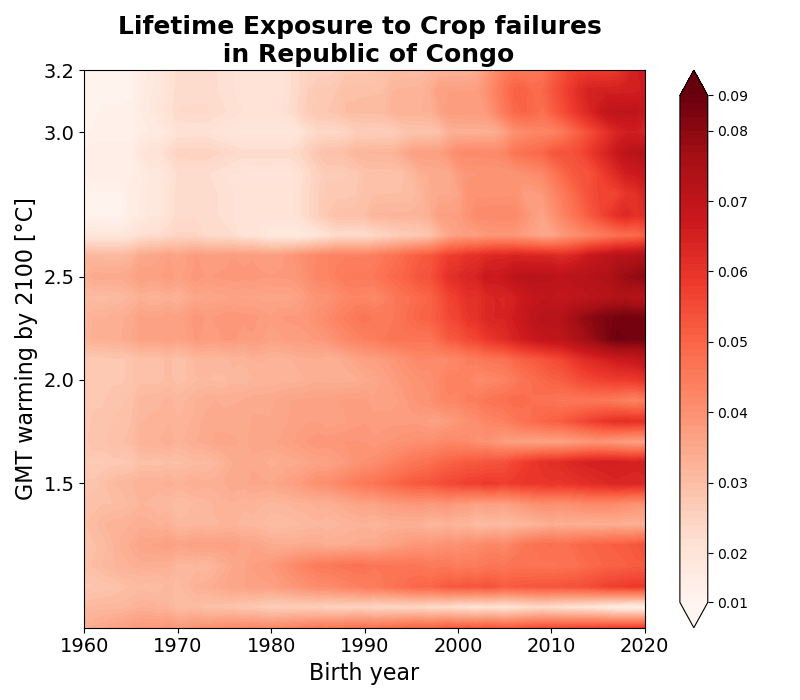 Lifetime Exposure to Crop failures
in Republic of Congo
GMT warming by 2100 [°C]
3.2
3.0
2.5
2.0
1.5
1960 1970 1980 1990 2000 2010 2020
Birth year
0.09
0.08
0.07
0.06
0.05
0.04
0.03
0.02
0.01